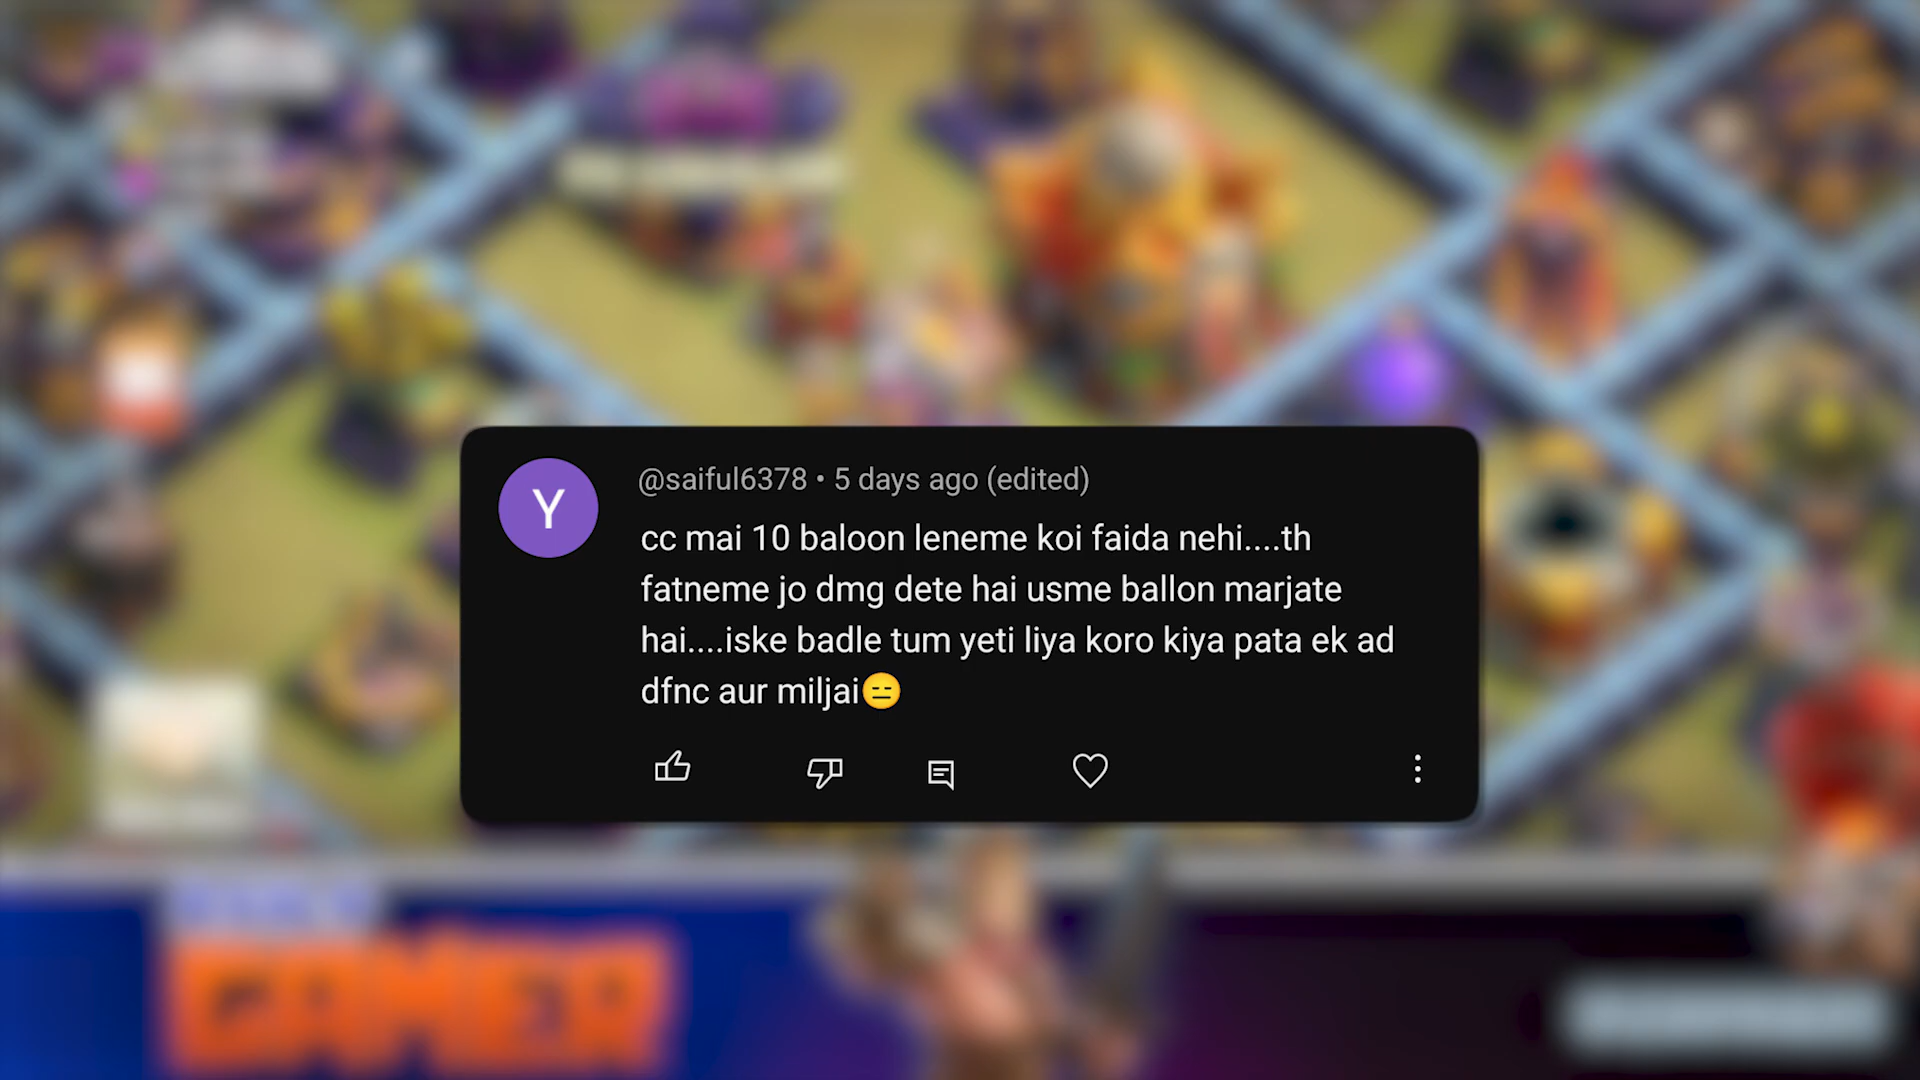 Y
@saiful6378 • 5 days ago (edited)
cc mai 10 baloon leneme koi faida nehi....th
fatneme jo dmg dete hai usme ballon marjate
hai....iske badle tum yeti liya koro kiya pata ek ad
dfnc aur miljai😑
GAMER